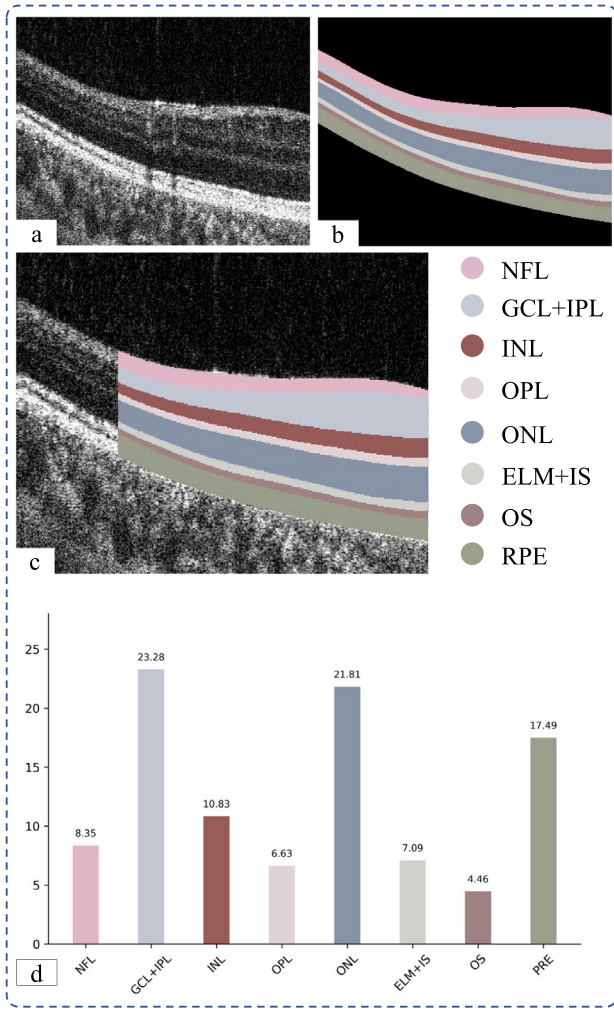 a
b
NFL
GCL+IPL
INL
OPL
ONL
ELM+IS
OS
RPE
c
25
20
15
10
5
0
8.35
23.28
10.83
6.63
21.81
7.09
4.46
17.49
NFL
GCL+IPL
INL
OPL
ONL
ELM+IS
OS
PRE
d